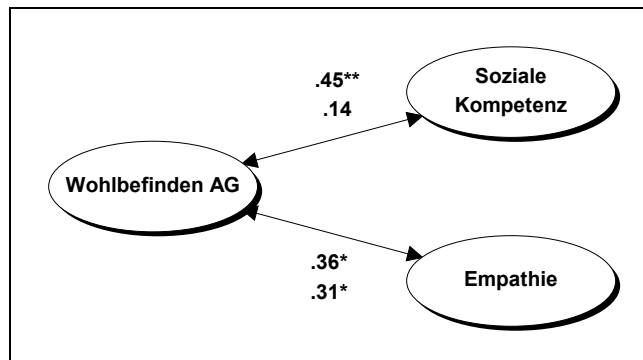 .45**
.14
Soziale
Kompetenz
Wohlbefinden AG
.36*
.31*
Empathie